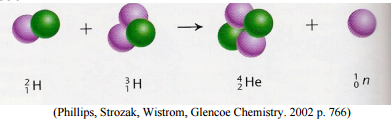 + → +
²₁H ³₁H ⁴₂He ¹₀n
(Phillips, Strozak, Wistrom, Glencoe Chemistry. 2002 p. 766)